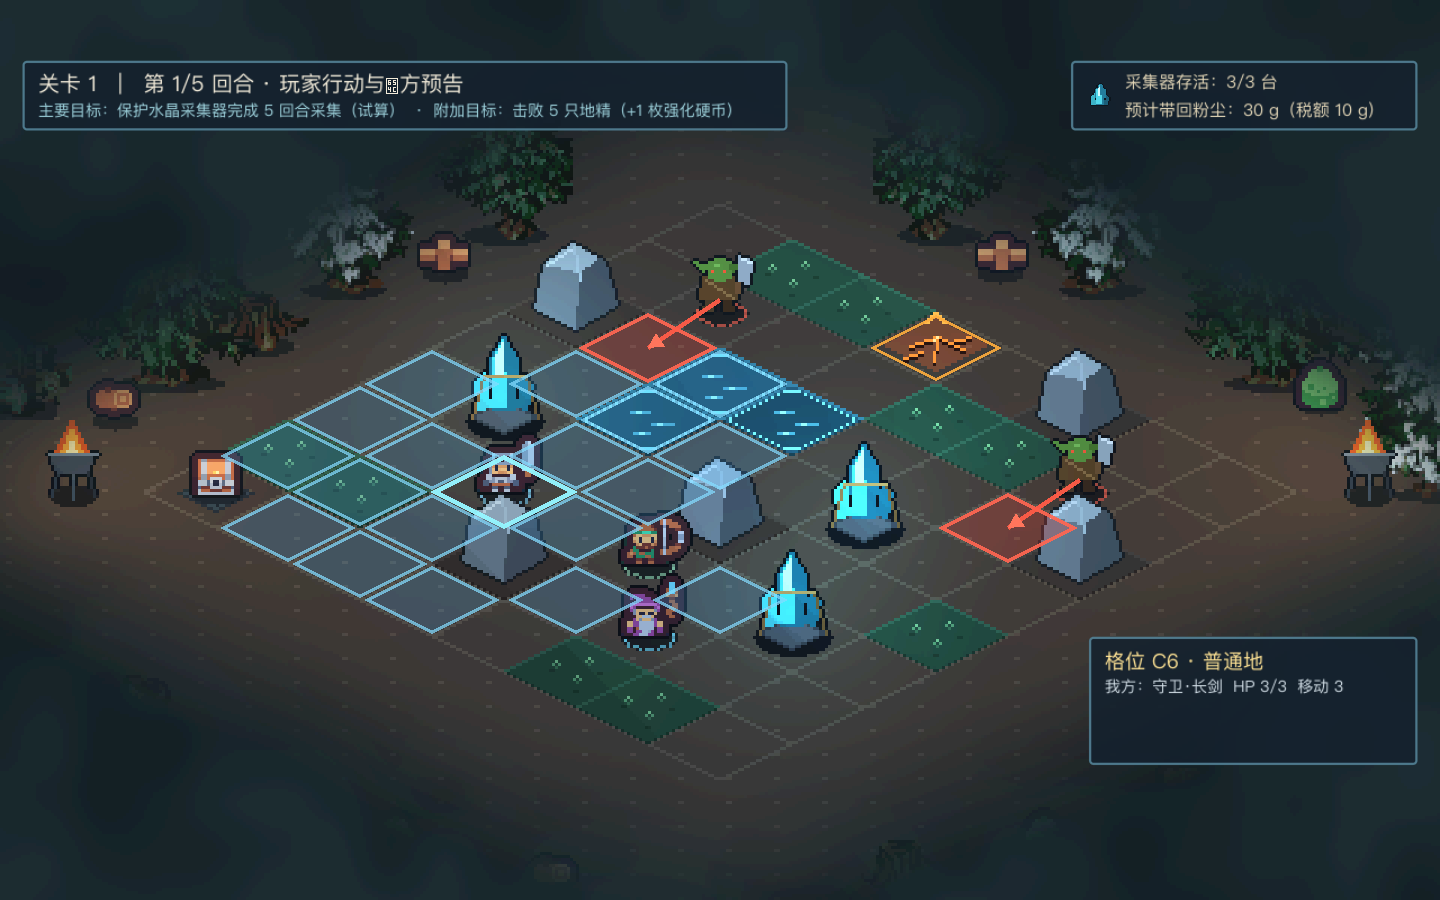 关卡 1 ｜ 第 1/5 回合 · 玩家行动与方预告
主要目标：保护水晶采集器完成 5 回合采集（试算） · 附加目标：击败 5 只地精（+1 枚强化硬币）
采集器存活：3/3 台
预计带回粉尘：30 g（税额 10 g）
格位 C6 · 普通地
我方：守卫·长剑 HP 3/3 移动 3